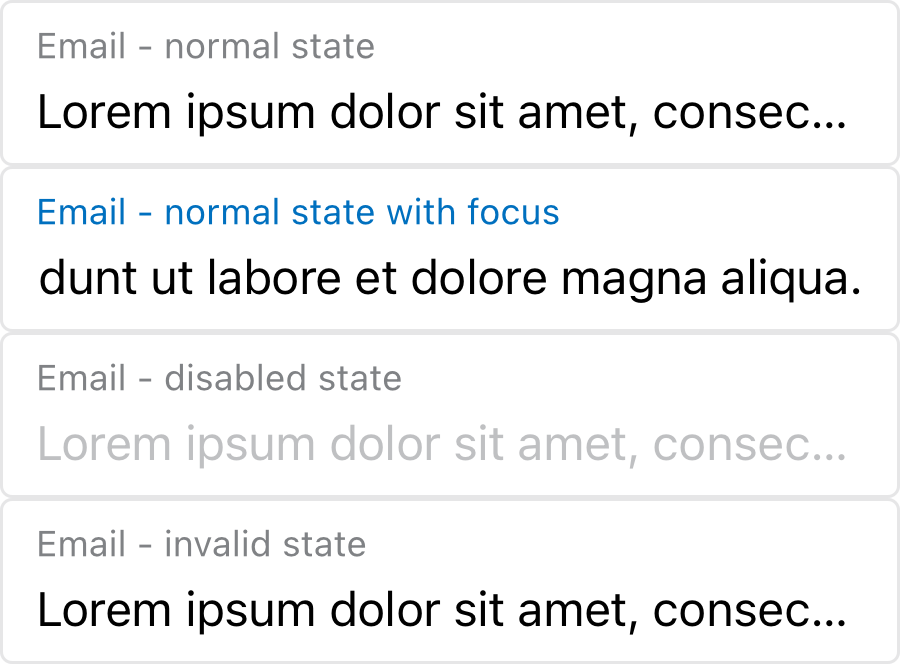 Email - normal state
Lorem ipsum dolor sit amet, consec...
Email - normal state with focus
dunt ut labore et dolore magna aliqua.
Email - disabled state
Lorem ipsum dolor sit amet, consec...
Email - invalid state
Lorem ipsum dolor sit amet, consec...